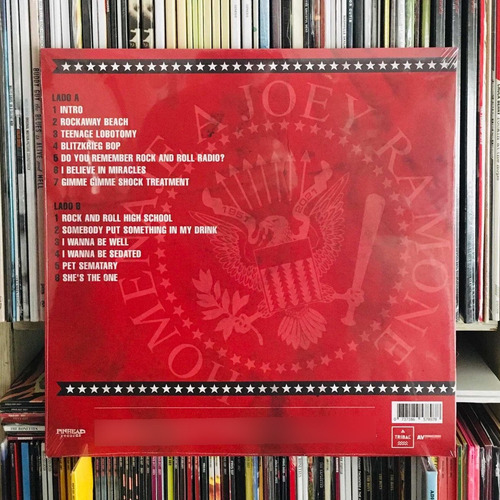 LADO A
1 INTRO
2 ROCKAWAY BEACH
3 TEENAGE LOBOTOMY
4 BLITZKRIEG BOP
5 DO YOU REMEMBER ROCK AND ROLL RADIO?
6 I BELIEVE IN MIRACLES
7 GIMME GIMME SHOCK TREATMENT
LADO B
1 ROCK AND ROLL HIGH SCHOOL
2 SOMEBODY PUT SOMETHING IN MY DRINK
3 I WANNA BE WELL
4 I WANNA BE SEDATED
5 PET SEMATARY
6 SHE'S THE ONE
HOMENAJE A JOEY RAMONE
PINHEAD
records